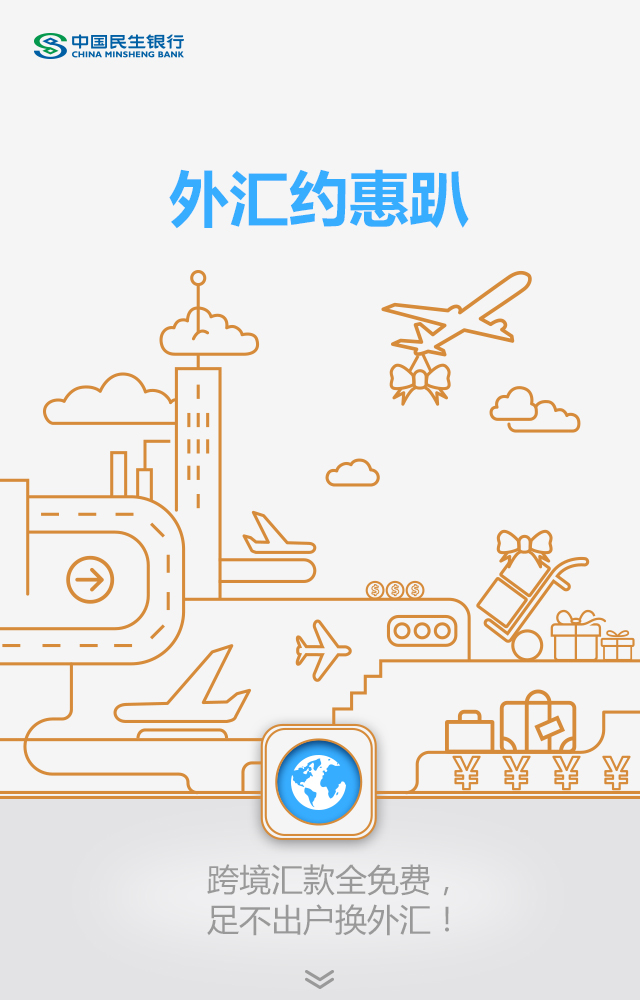 中国民生银行
CHINA MINSHENG BANK
外汇约惠趴
$ $ $
¥ ¥ ¥ ¥
跨境汇款全免费，
足不出户换外汇！